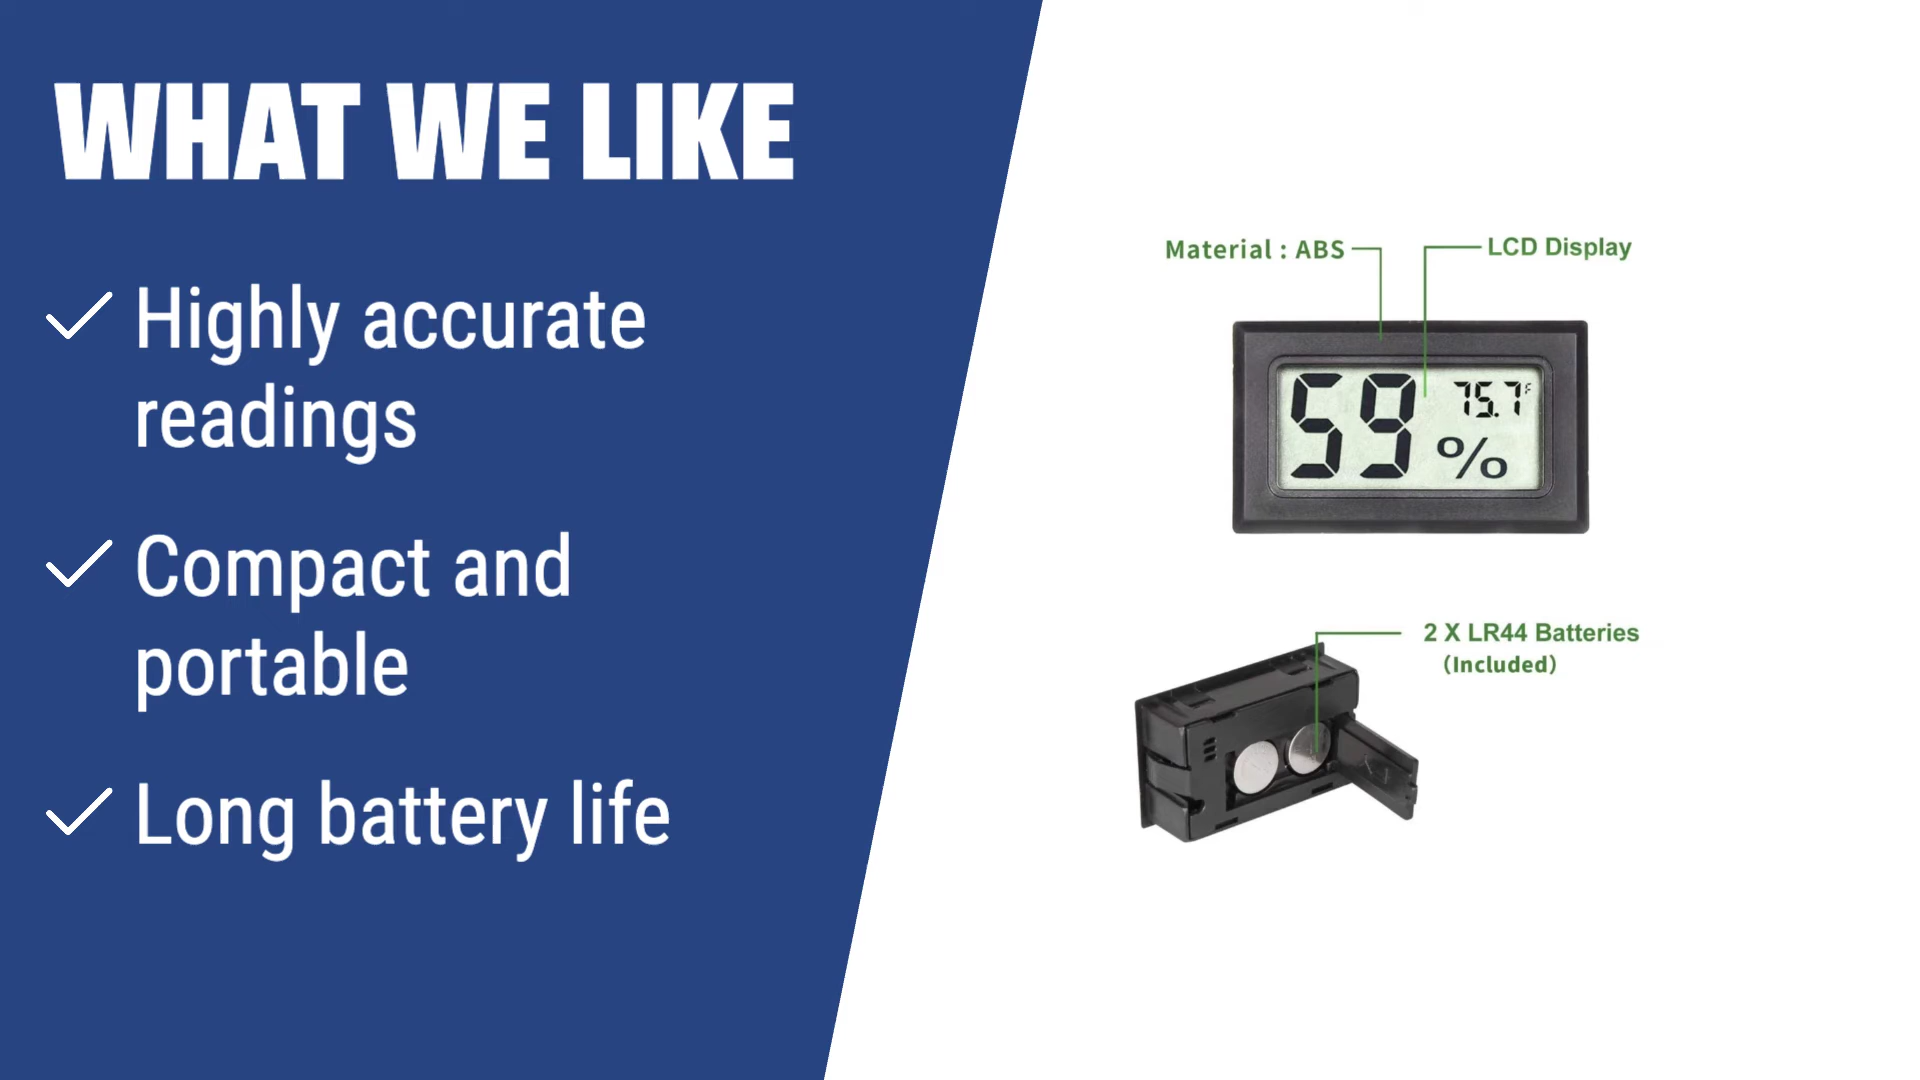 WHAT WE LIKE
Highly accurate
readings
Compact and
portable
Long battery life
Material : ABS
LCD Display
59 %
75.7°F
2 X LR44 Batteries
(Included)